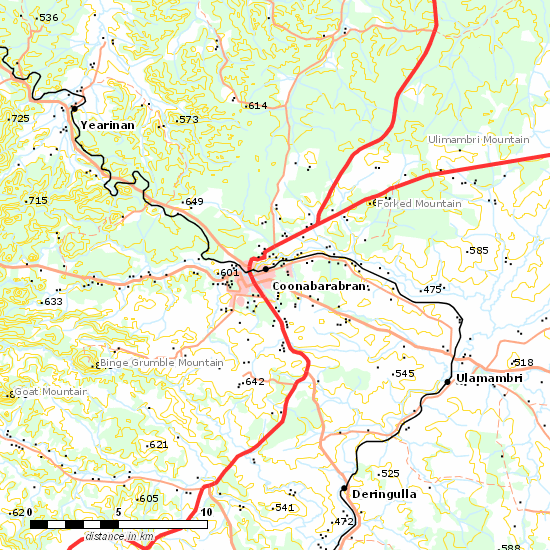 536
614
573
725
Yearinan
Ulimambri Mountain
715
649
Forked Mountain
585
601
Coonabarabran
475
633
Binge Grumble Mountain
518
545
Ulamambri
642
Goat Mountain
621
525
Deringulla
605
541
620
472
588
0 5 10
distance in km